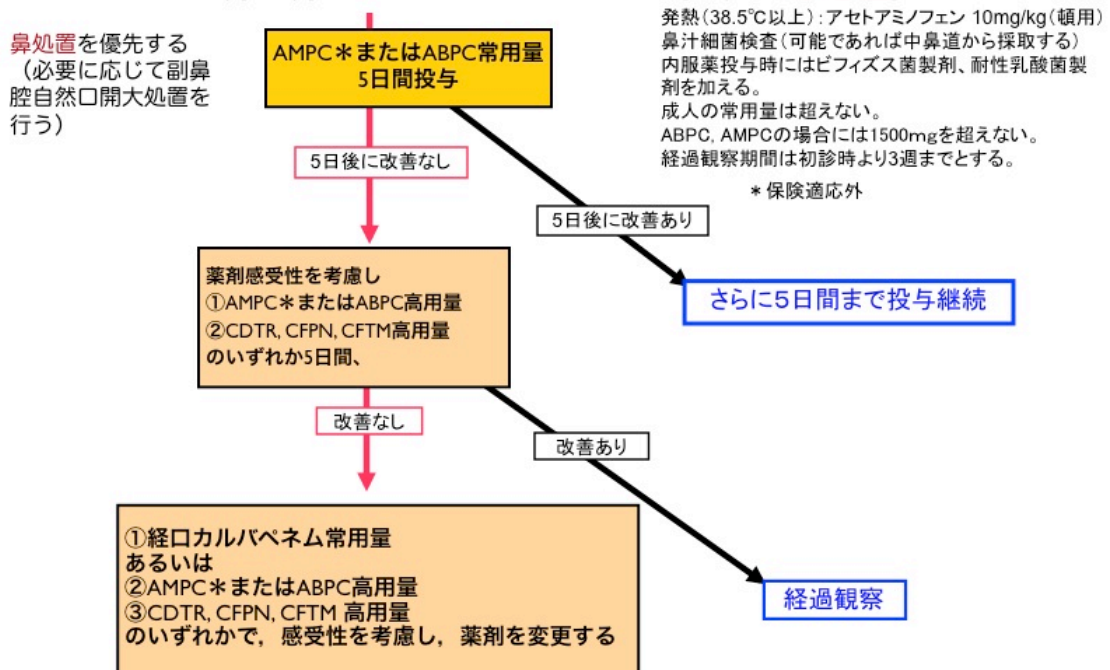 鼻処置を優先する
（必要に応じて副鼻
腔自然口開大処置を
行う）
AMPC＊またはABPC常用量
5日間投与
発熱(38.5℃以上)：アセトアミノフェン 10mg/kg(頓用)
鼻汁細菌検査(可能であれば中鼻道から採取する)
内服薬投与時にはビフィズス菌製剤、耐性乳酸菌製
剤を加える。
成人の常用量は超えない。
ABPC, AMPCの場合には1500mgを超えない。
経過観察期間は初診時より3週までとする。
＊保険適応外
5日後に改善なし
5日後に改善あり
薬剤感受性を考慮し
①AMPC＊またはABPC高用量
②CDTR, CFPN, CFTM高用量
のいずれか5日間、
さらに５日間まで投与継続
改善なし
改善あり
①経口カルバペネム常用量
あるいは
②AMPC＊またはABPC高用量
③CDTR, CFPN, CFTM 高用量
のいずれかで，感受性を考慮し，薬剤を変更する
経過観察